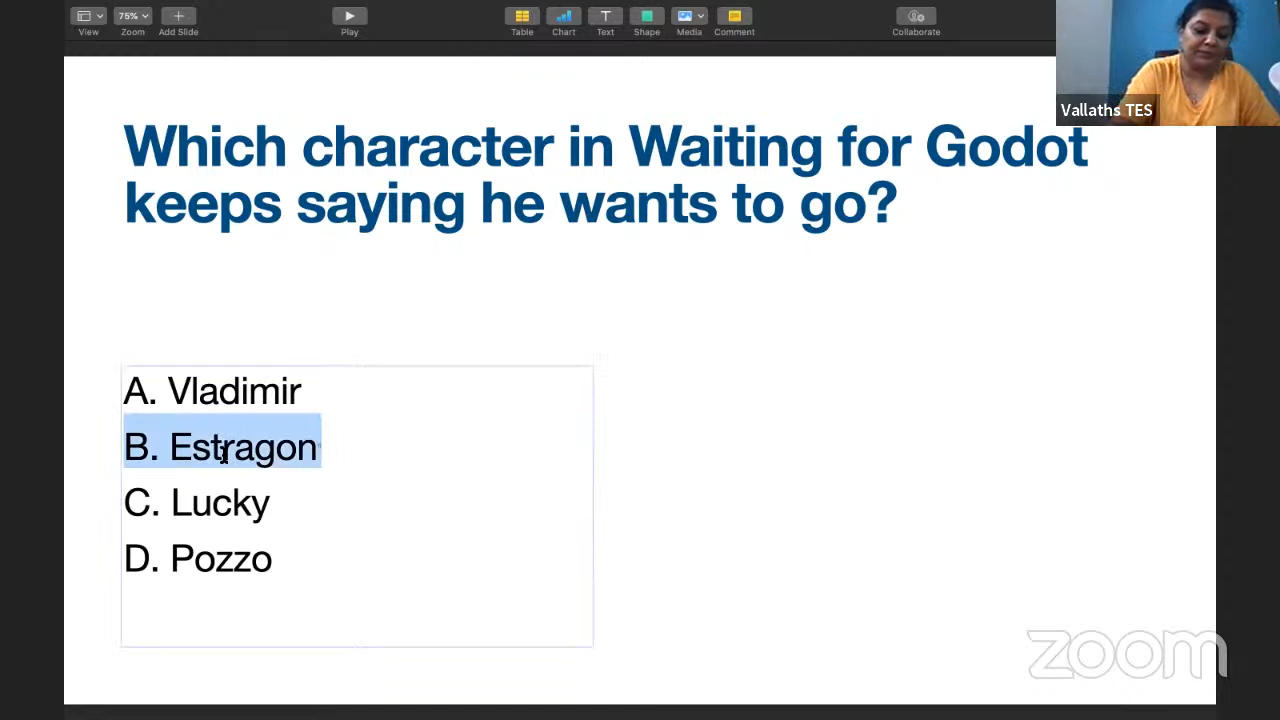 View
75%
Zoom
Add Slide
Play
Table
Chart
Text
Shape
Media
Comment
Collaborate
Vallaths TES
Which character in Waiting for Godot
keeps saying he wants to go?
A. Vladimir
B. Estragon
C. Lucky
D. Pozzo
zoom